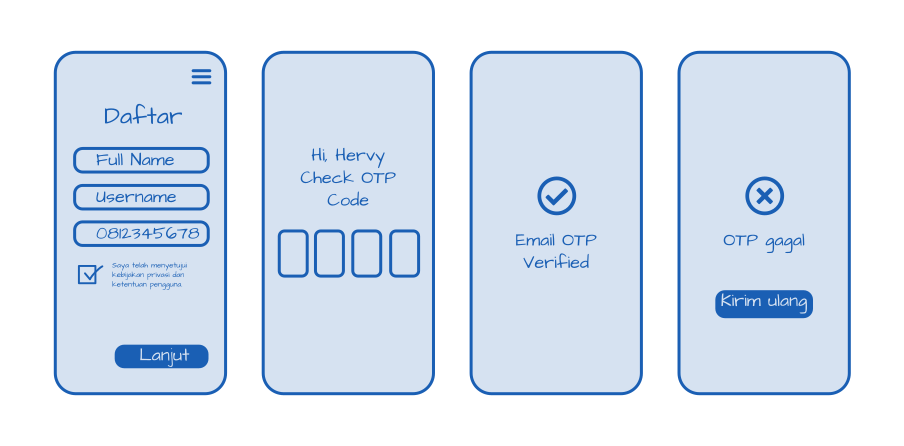 Daftar
Full Name
Username
0812345678
Saya telah menyetujui
kebijakan privasi dan
ketentuan pengguna.
Lanjut
Hi, Hervy
Check OTP
Code
Email OTP
Verified
OTP gagal
Kirim ulang